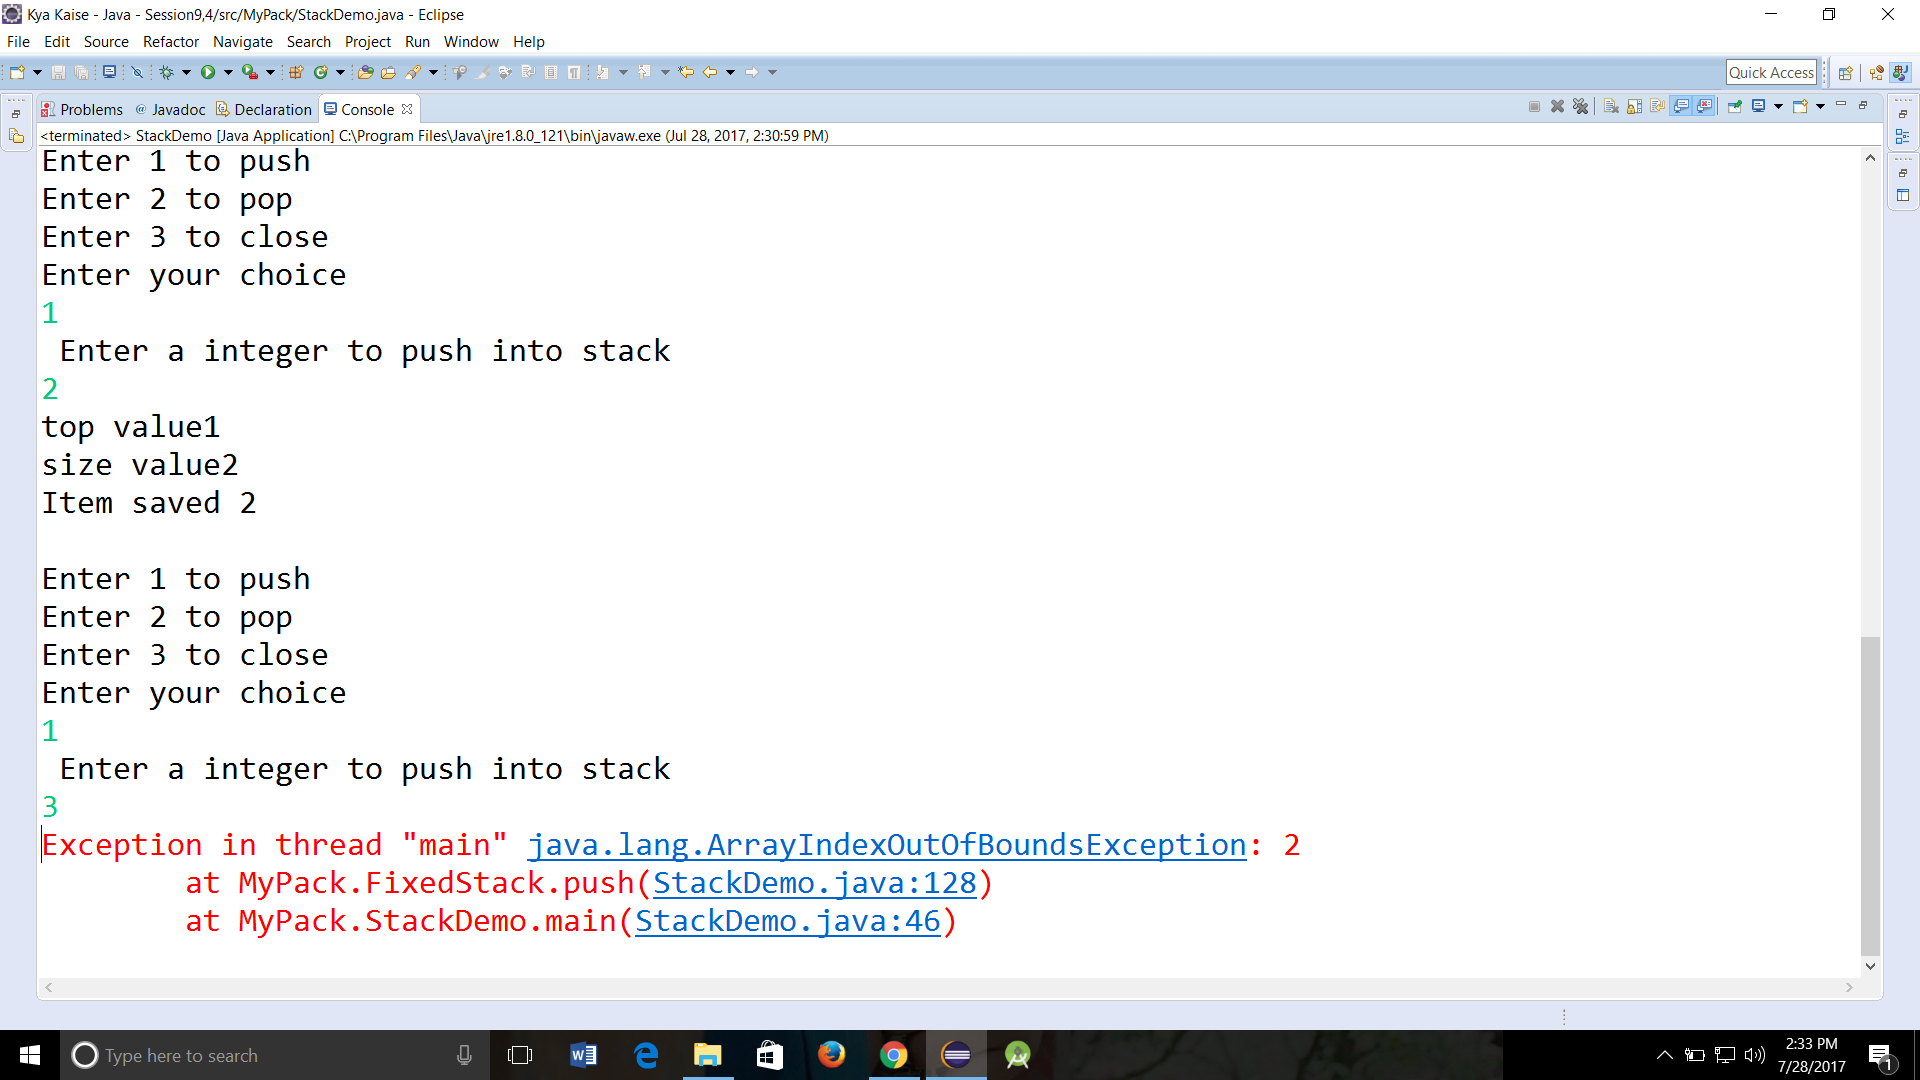 Kya Kaise - Java - Session9,4/src/MyPack/StackDemo.java - Eclipse
File Edit Source Refactor Navigate Search Project Run Window Help
Quick Access
Problems @ Javadoc Declaration Console
<terminated> StackDemo [Java Application] C:\Program Files\Java\jre1.8.0_121\bin\javaw.exe (Jul 28, 2017, 2:30:59 PM)
Enter 1 to push
Enter 2 to pop
Enter 3 to close
Enter your choice
1
 Enter a integer to push into stack
2
top value1
size value2
Item saved 2

Enter 1 to push
Enter 2 to pop
Enter 3 to close
Enter your choice
1
 Enter a integer to push into stack
3
Exception in thread "main" java.lang.ArrayIndexOutOfBoundsException: 2
	at MyPack.FixedStack.push(StackDemo.java:128)
	at MyPack.StackDemo.main(StackDemo.java:46)
Type here to search
2:33 PM
7/28/2017
1